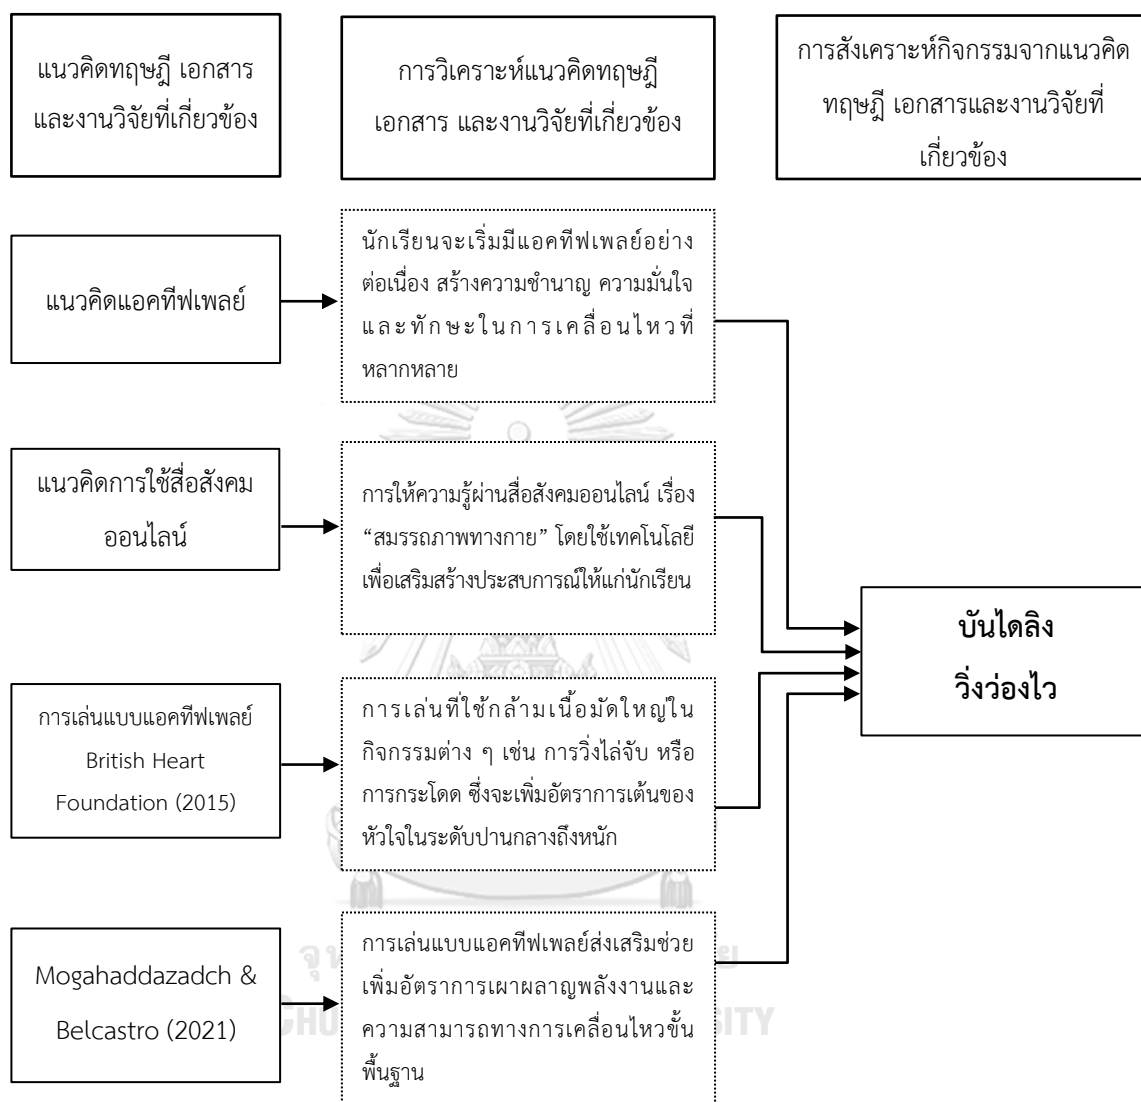 แนวคิดทฤษฎี เอกสาร
และงานวิจัยที่เกี่ยวข้อง
การวิเคราะห์แนวคิดทฤษฎี
เอกสาร และงานวิจัยที่เกี่ยวข้อง
การสังเคราะห์กิจกรรมจากแนวคิด
ทฤษฎี เอกสารและงานวิจัยที่
เกี่ยวข้อง
แนวคิดแอคทีฟเพลย์
นักเรียนจะเริ่มมีแอคทีฟเพลย์อย่าง
ต่อเนื่อง สร้างความชำนาญ ความมั่นใจ
และทักษะในการเคลื่อนไหวที่
หลากหลาย
แนวคิดการใช้สื่อสังคม
ออนไลน์
การให้ความรู้ผ่านสื่อสังคมออนไลน์ เรื่อง
“สมรรถภาพทางกาย” โดยใช้เทคโนโลยี
เพื่อเสริมสร้างประสบการณ์ให้แก่นักเรียน
บันไดลิง
วิ่งว่องไว
การเล่นแบบแอคทีฟเพลย์
British Heart
Foundation (2015)
การเล่นที่ใช้กล้ามเนื้อมัดใหญ่ใน
กิจกรรมต่าง ๆ เช่น การวิ่งไล่จับ หรือ
การกระโดด ซึ่งจะเพิ่มอัตราการเต้นของ
หัวใจในระดับปานกลางถึงหนัก
Mogahaddazadch &
Belcastro (2021)
การเล่นแบบแอคทีฟเพลย์ส่งเสริมช่วย
เพิ่มอัตราการเผาผลาญพลังงานและ
ความสามารถทางการเคลื่อนไหวขั้น
พื้นฐาน